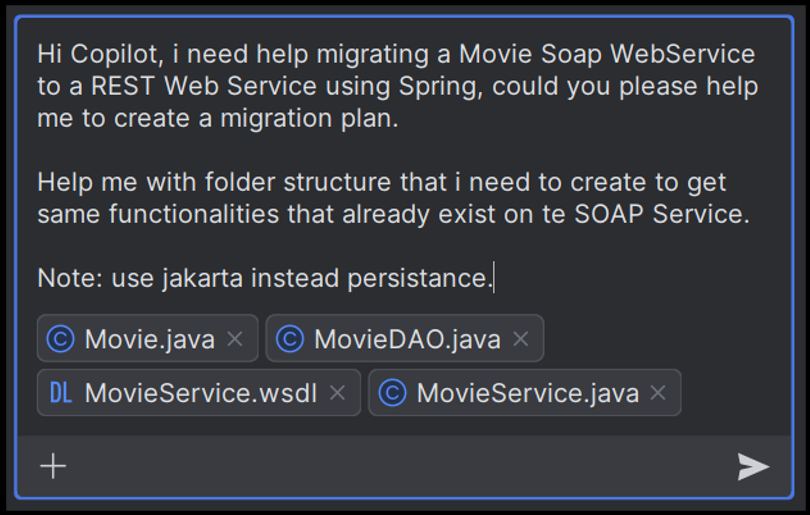 Hi Copilot, i need help migrating a Movie Soap WebService
to a REST Web Service using Spring, could you please help
me to create a migration plan.
Help me with folder structure that i need to create to get
same functionalities that already exist on te SOAP Service.
Note: use jakarta instead persistance.
© Movie.java × © MovieDAO.java ×
DL MovieService.wsdl × © MovieService.java ×